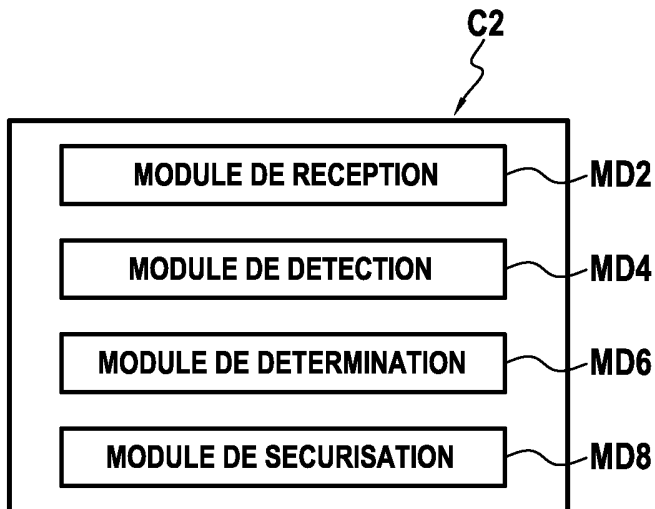 C2
MODULE DE RECEPTION MD2
MODULE DE DETECTION MD4
MODULE DE DETERMINATION MD6
MODULE DE SECURISATION MD8